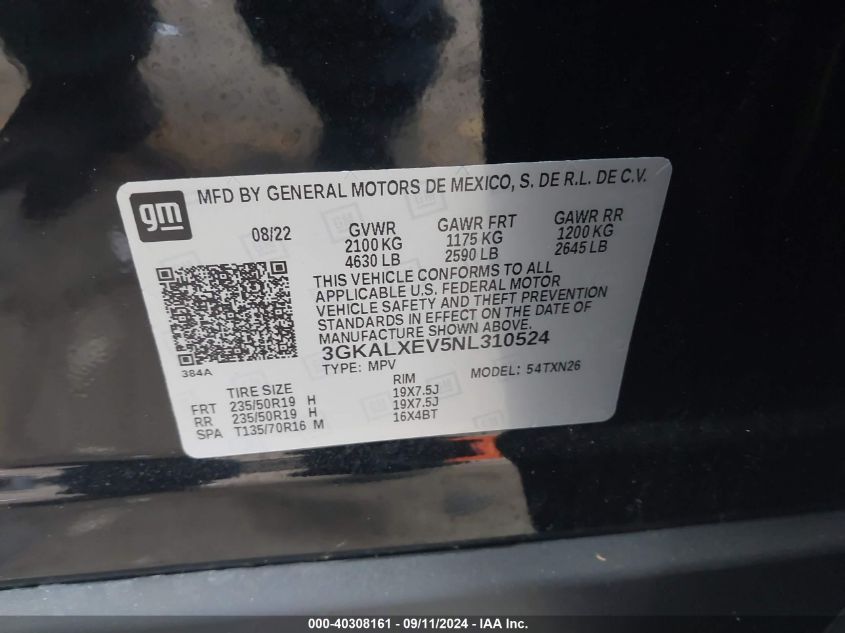 gm
MFD BY GENERAL MOTORS DE MEXICO, S. DE R.L. DE C.V.
08/22 GVWR GAWR FRT GAWR RR
2100 KG 1175 KG 1200 KG
4630 LB 2590 LB 2645 LB
THIS VEHICLE CONFORMS TO ALL
APPLICABLE U.S. FEDERAL MOTOR
VEHICLE SAFETY AND THEFT PREVENTION
STANDARDS IN EFFECT ON THE DATE OF
MANUFACTURE SHOWN ABOVE.
3GKALXEV5NL310524
384A
TYPE: MPV MODEL: 54TXN26
TIRE SIZE RIM
FRT 235/50R19 H 19X7.5J
RR 235/50R19 H 19X7.5J
SPA T135/70R16 M 16X4BT
000-40308161 - 09/11/2024 - IAAI.com.